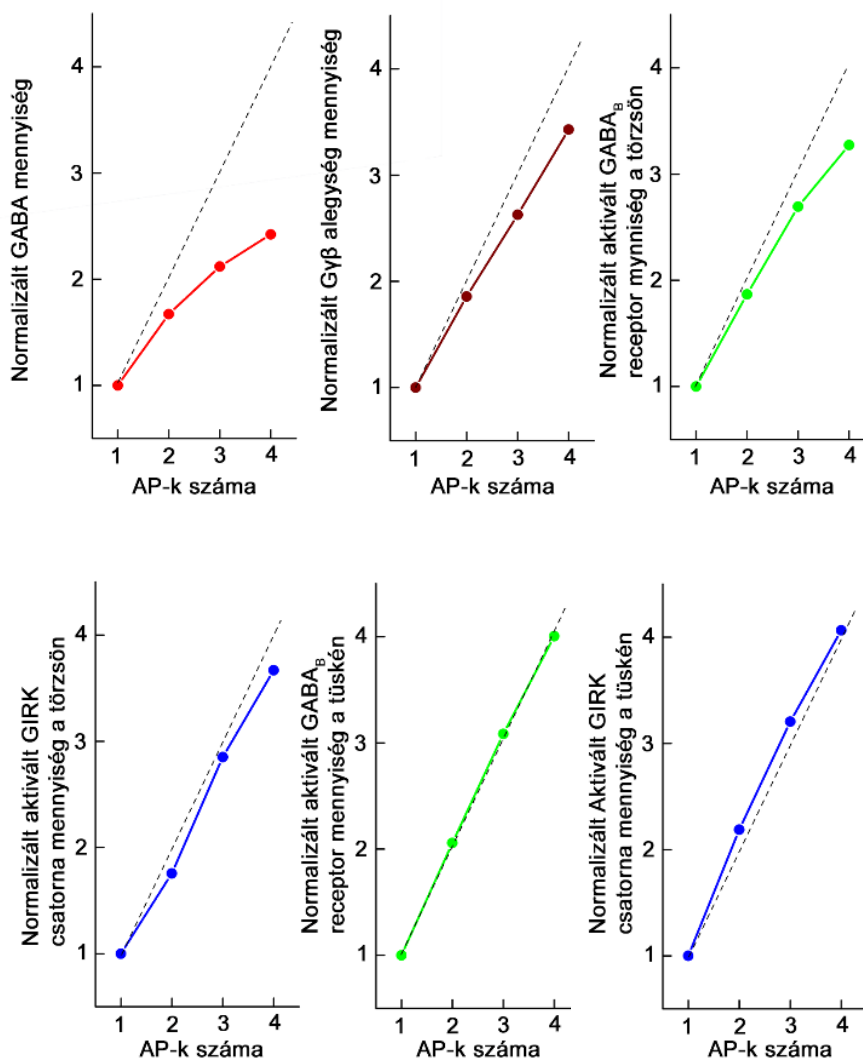 Normalizált GABA mennyiség
4
3
2
1
1 2 3 4
AP-k száma
Normalizált Gγβ alegység mennyiség
4
3
2
1
1 2 3 4
AP-k száma
Normalizált aktivált GABAB
receptor mynniség a törzsön
4
3
2
1
1 2 3 4
AP-k száma
Normalizált aktivált GIRK
csatorna mennyiség a törzsön
4
3
2
1
1 2 3 4
AP-k száma
Normalizált aktivált GABAB
receptor mennyiség a tüskén
4
3
2
1
1 2 3 4
AP-k száma
Normalizált Aktivált GIRK
csatorna mennyiség a tüskén
4
3
2
1
1 2 3 4
AP-k száma